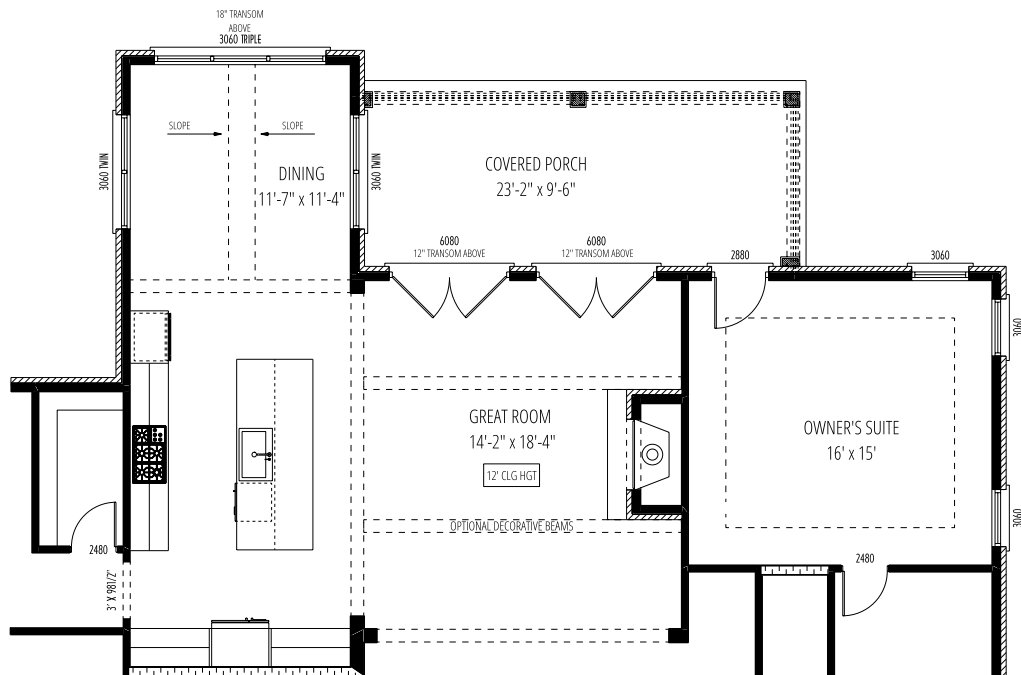 18" TRANSOM
ABOVE
3060 TRIPLE
SLOPE
SLOPE
3060 TWIN
DINING
11'-7" x 11'-4"
3060 TWIN
COVERED PORCH
23'-2" x 9'-6"
6080
12" TRANSOM ABOVE
6080
12" TRANSOM ABOVE
2880
3060
3060
GREAT ROOM
14'-2" x 18'-4"
12' CLG HGT
OWNER'S SUITE
16' x 15'
OPTIONAL DECORATIVE BEAMS
3060
2480
2480
3' X 981/2"